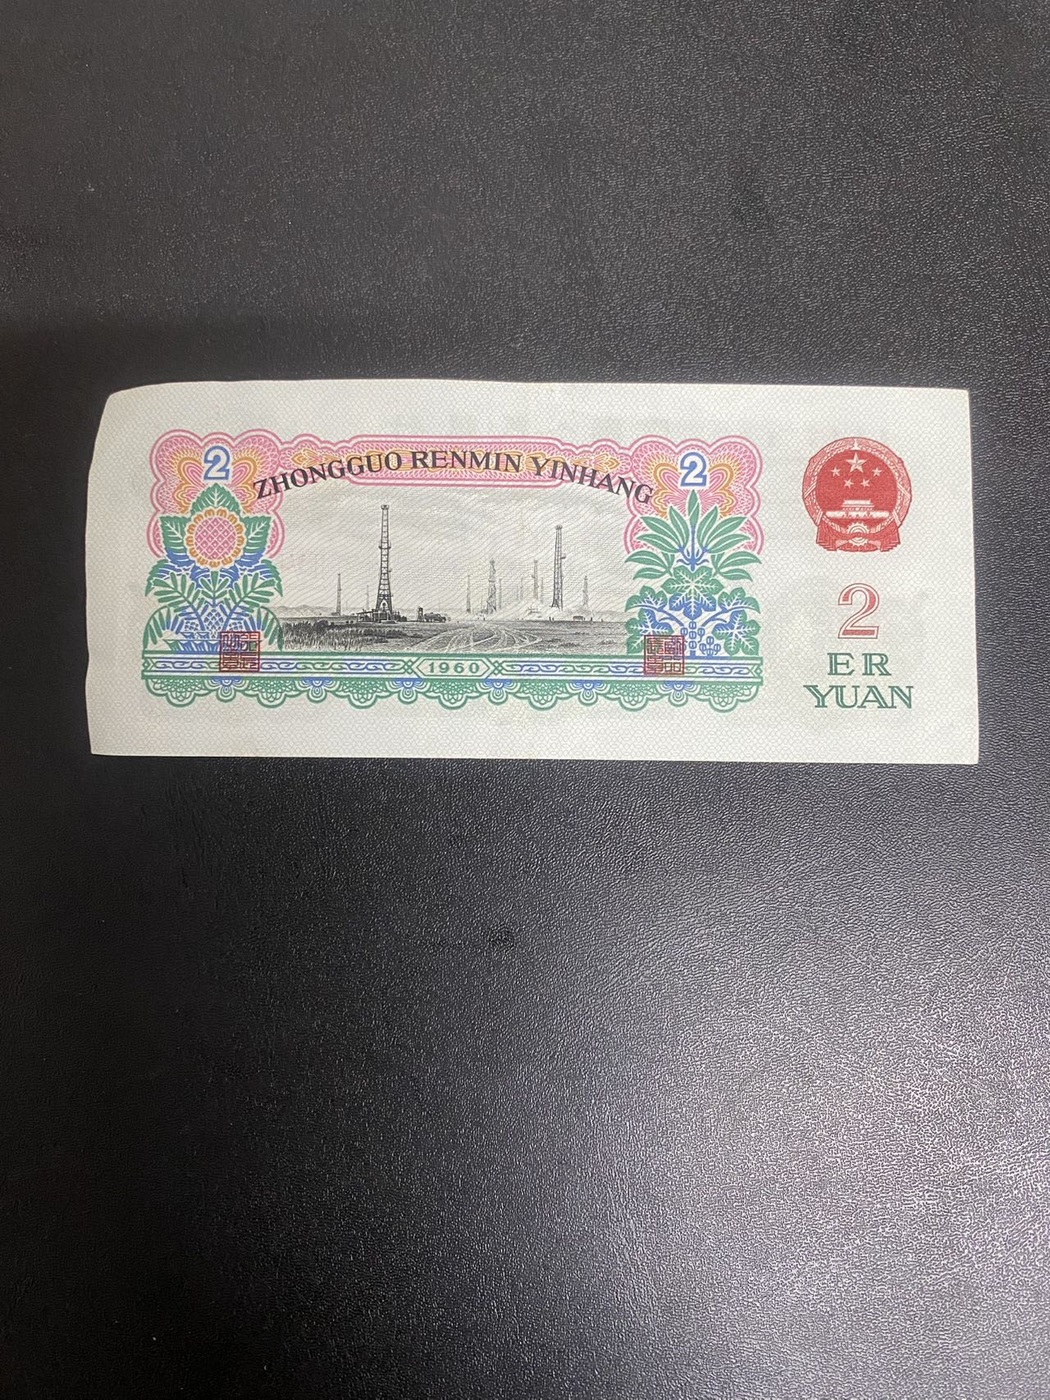 2
ZHONGGUO RENMIN YINHANG
2
1960
2
ER
YUAN